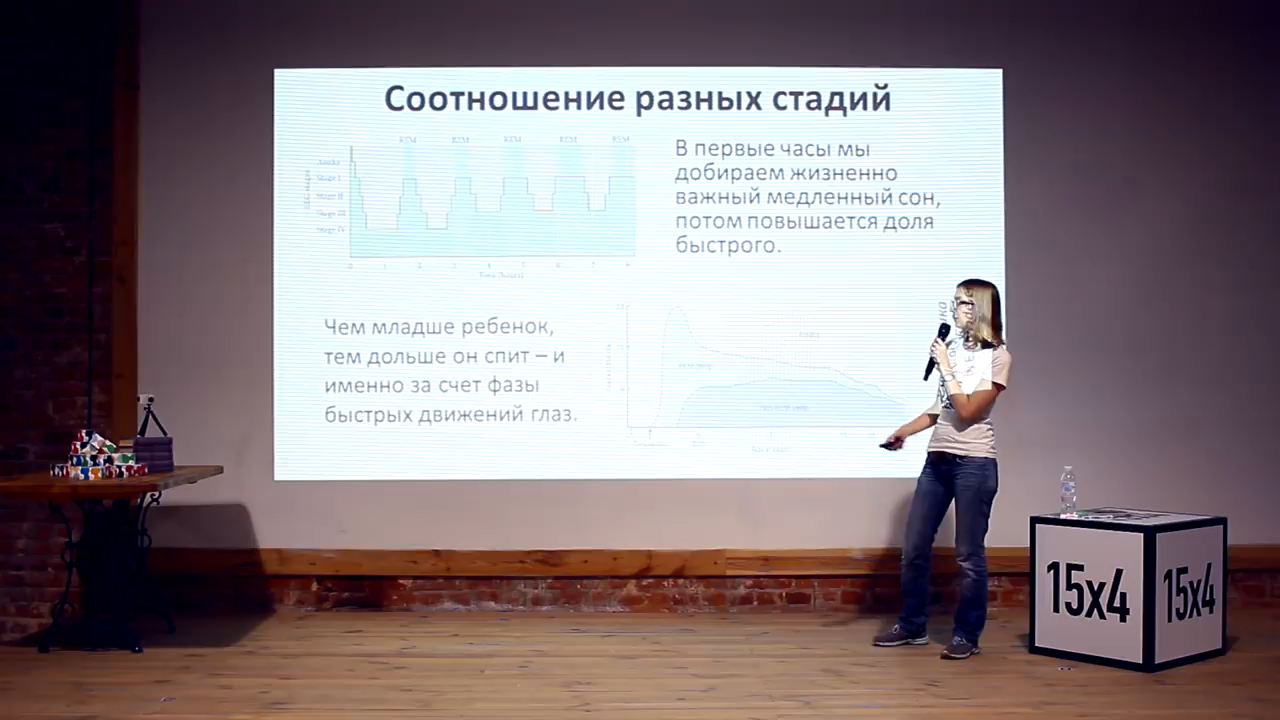 Соотношение разных стадий
REM REM REM REM REM
Awake
Stage I
Stage II
Stage III
Stage IV
0 1 2 3 4 5 6 7 8
Time (hours)
В первые часы мы
добираем жизненно
важный медленный сон,
потом повышается доля
быстрого.
Чем младше ребенок,
тем дольше он спит – и
именно за счет фазы
быстрых движений глаз.
15x4
15x4